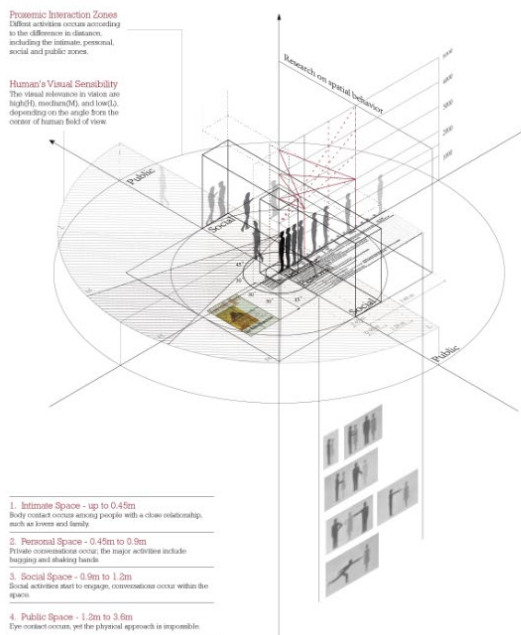 Proxemic Interaction Zones
Diffent activities occurs according
to the difference in distance,
including the intimate, personal,
social and public zones.
Human's Visual Sensibility
The visual relevance in vision are
high(H), medium(M), and low(L),
depending on the angle from the
center of human field of view.
Research on spatial behavior
5000
4000
3000
2000
1000
Public
Social
Social
Public
1. Intimate Space - up to 0.45m
Body contact occurs among people with a close relationship,
such as lovers and family.
2. Personal Space - 0.45m to 0.9m
Private conversations occur; the major activities include
hugging and shaking hands.
3. Social Space - 0.9m to 1.2m
Social activities start to engage, conversations occur within the
space.
4. Public Space - 1.2m to 3.6m
Eye contact occurs, yet the physical approach is impossible.